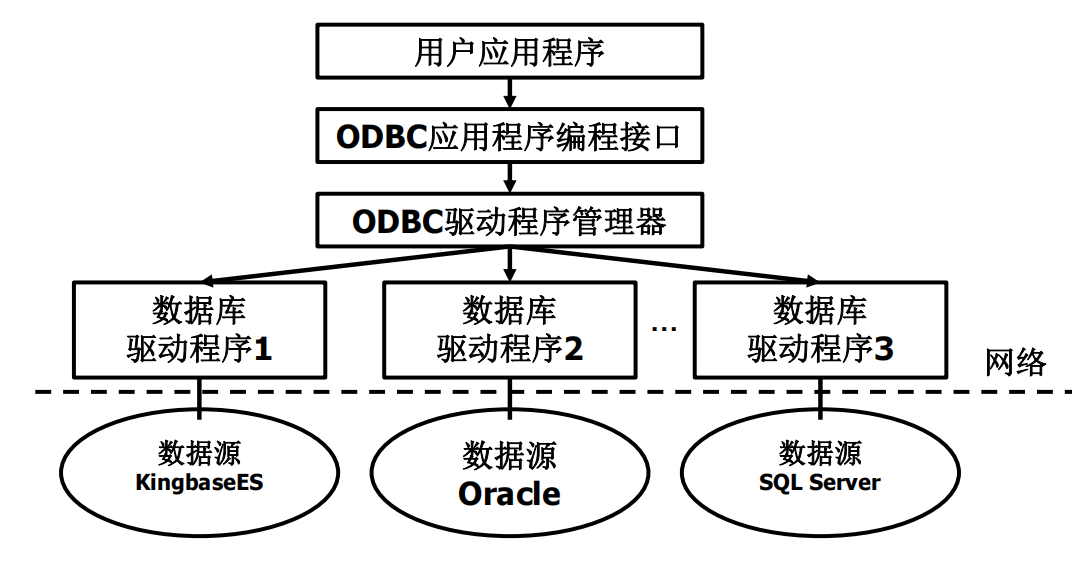 用户应用程序
ODBC应用程序编程接口
ODBC驱动程序管理器
数据库
驱动程序1
数据库
驱动程序2
...
数据库
驱动程序3
网络
数据源
KingbaseES
数据源
Oracle
数据源
SQL Server